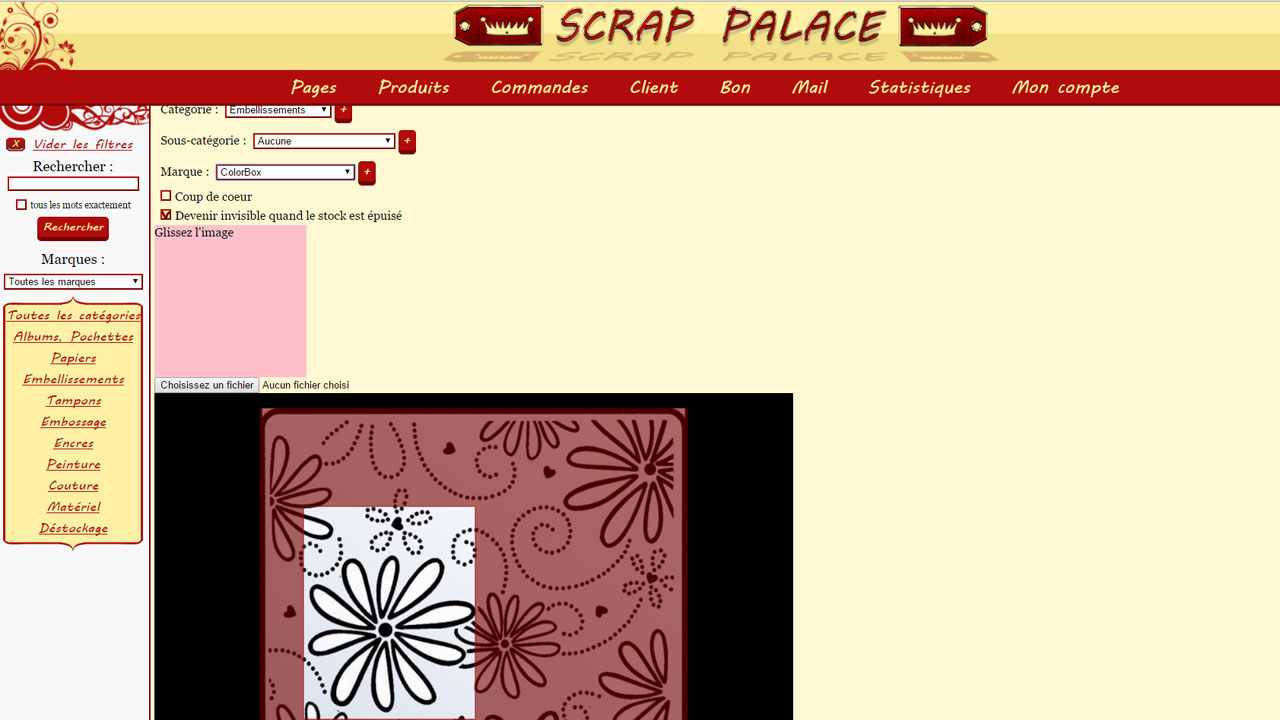 SCRAP PALACE
Pages Produits Commandes Client Bon Mail Statistiques Mon compte
X Vider les filtres
Rechercher :
tous les mots exactement
Rechercher
Marques :
Toutes les marques
Toutes les catégories
Albums, Pochettes
Papiers
Embellissements
Tampons
Embossage
Encres
Peinture
Couture
Matériel
Déstockage
Catégorie : Embellissements +
Sous-catégorie : Aucune +
Marque : ColorBox +
Coup de coeur
Devenir invisible quand le stock est épuisé
Glissez l'image
Choisissez un fichier Aucun fichier choisi